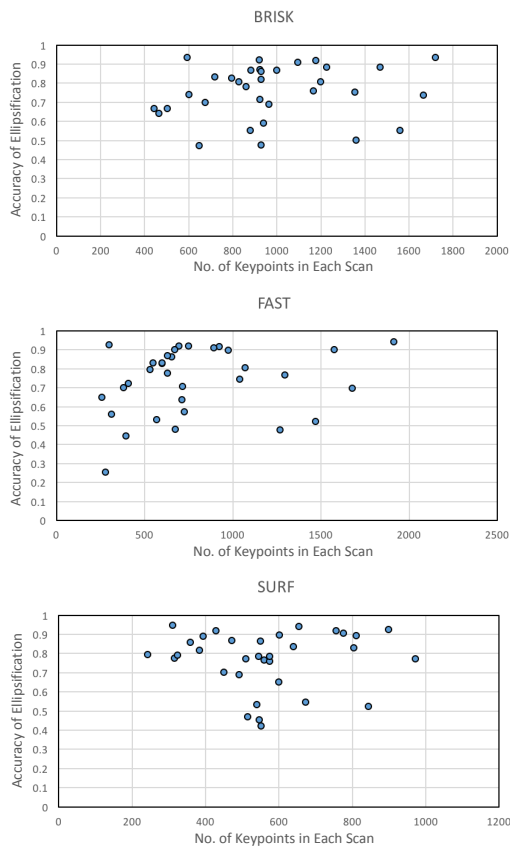 BRISK
1
0.9
0.8
0.7
0.6
0.5
0.4
0.3
0.2
0.1
0
Accuracy of Ellipsification
0 200 400 600 800 1000 1200 1400 1600 1800 2000
No. of Keypoints in Each Scan
FAST
1
0.9
0.8
0.7
0.6
0.5
0.4
0.3
0.2
0.1
0
Accuracy of Ellipsification
0 500 1000 1500 2000 2500
No. of Keypoints in Each Scan
SURF
1
0.9
0.8
0.7
0.6
0.5
0.4
0.3
0.2
0.1
0
Accuracy of Ellipsification
0 200 400 600 800 1000 1200
No. of Keypoints in Each Scan